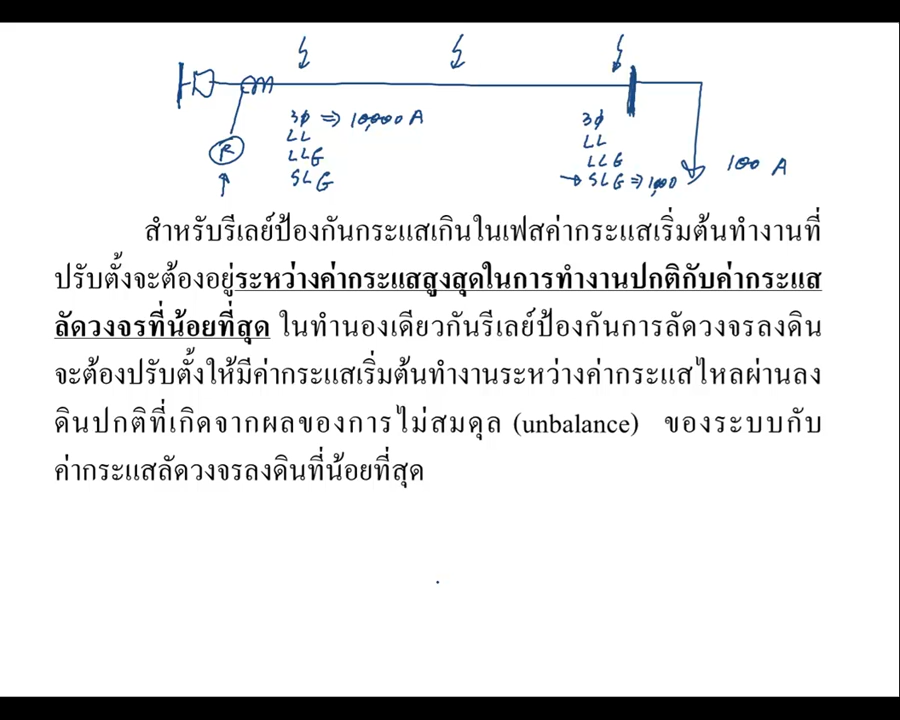 3φ ⇒ 10,000 A
LL
LLG
SLG
R
3φ
LL
LLG
→ SLG ⇒ 1,000
100 A
สำหรับรีเลย์ป้องกันกระแสเกินในเฟสค่ากระแสเริ่มต้นทำงานที่
ปรับตั้งจะต้องอยู่ระหว่างค่ากระแสสูงสุดในการทำงานปกติกับค่ากระแส
ลัดวงจรที่น้อยที่สุด ในทำนองเดียวกันรีเลย์ป้องกันการลัดวงจรลงดิน
จะต้องปรับตั้งให้มีค่ากระแสเริ่มต้นทำงานระหว่างค่ากระแสไหลผ่านลง
ดินปกติที่เกิดจากผลของการไม่สมดุล (unbalance) ของระบบกับ
ค่ากระแสลัดวงจรลงดินที่น้อยที่สุด